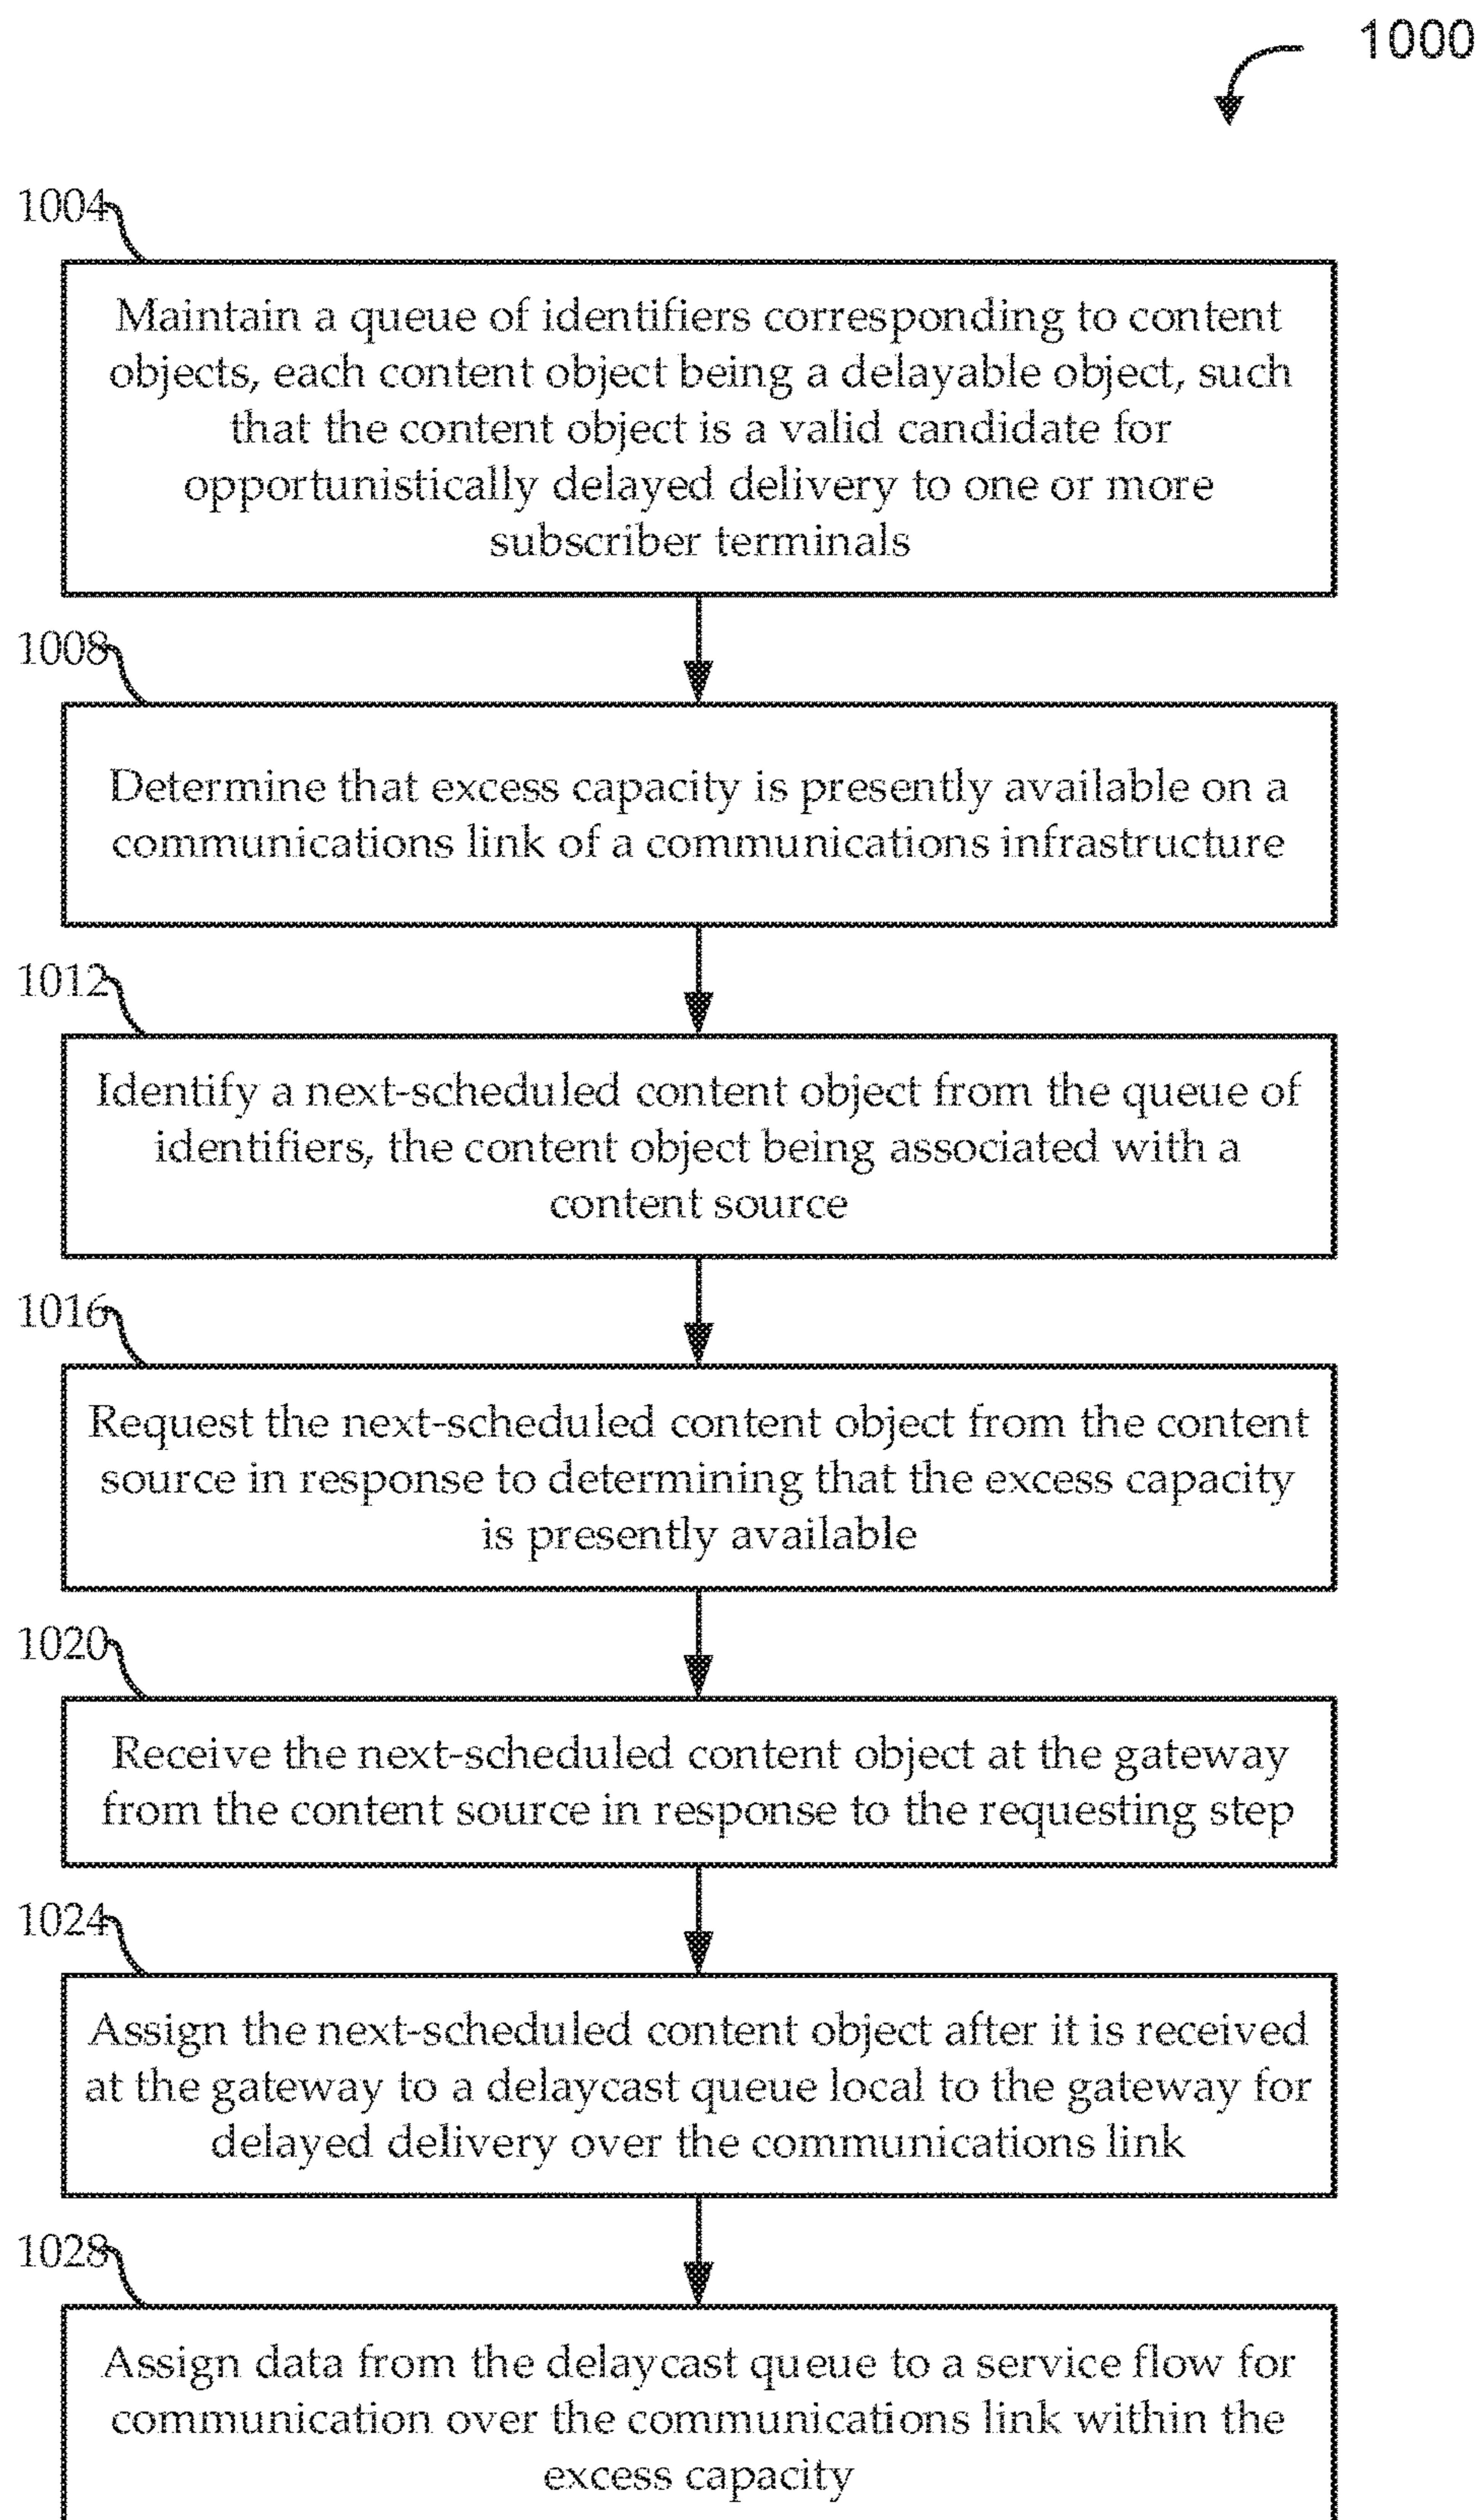 1000
1004
Maintain a queue of identifiers corresponding to content
objects, each content object being a delayable object, such
that the content object is a valid candidate for
opportunistically delayed delivery to one or more
subscriber terminals
1008
Determine that excess capacity is presently available on a
communications link of a communications infrastructure
1012
Identify a next-scheduled content object from the queue of
identifiers, the content object being associated with a
content source
1016
Request the next-scheduled content object from the content
source in response to determining that the excess capacity
is presently available
1020
Receive the next-scheduled content object at the gateway
from the content source in response to the requesting step
1024
Assign the next-scheduled content object after it is received
at the gateway to a delaycast queue local to the gateway for
delayed delivery over the communications link
1028
Assign data from the delaycast queue to a service flow for
communication over the communications link within the
excess capacity